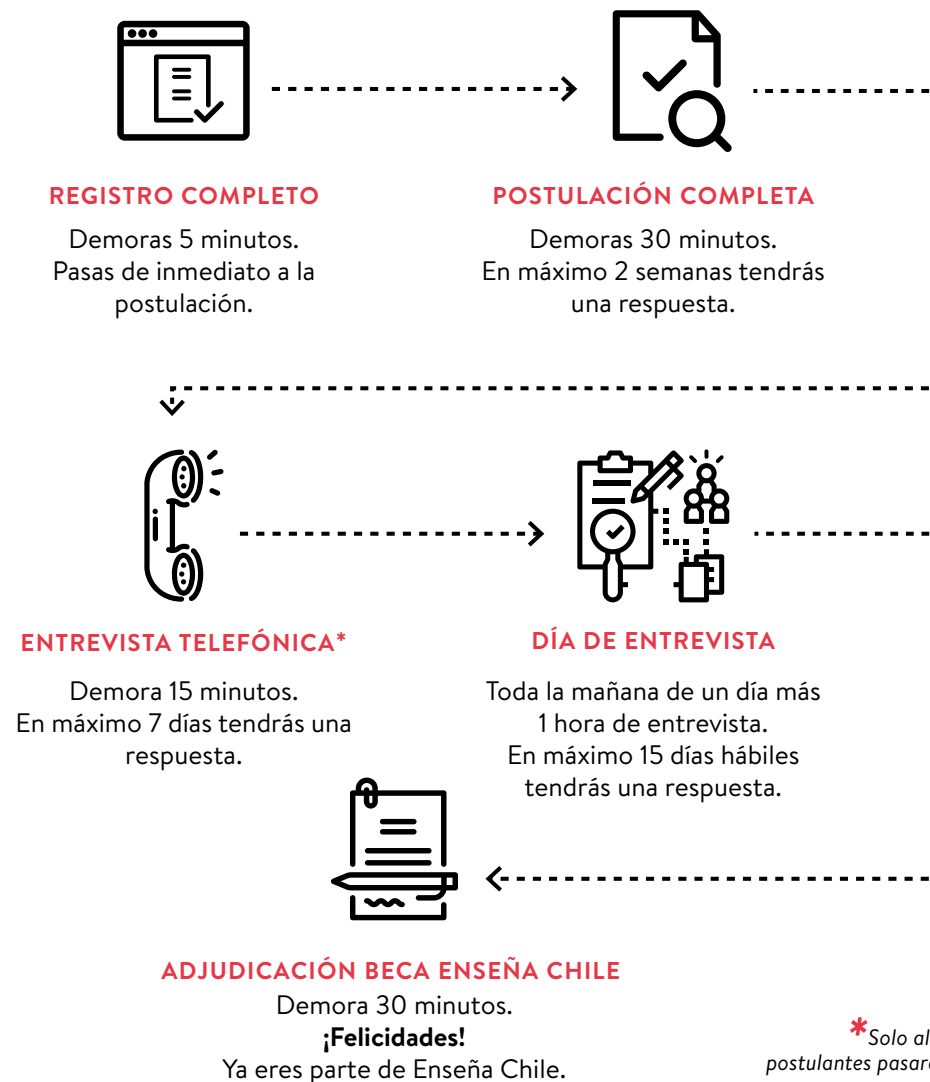 REGISTRO COMPLETO
Demoras 5 minutos.
Pasas de inmediato a la
postulación.
POSTULACIÓN COMPLETA
Demoras 30 minutos.
En máximo 2 semanas tendrás
una respuesta.
ENTREVISTA TELEFÓNICA*
Demora 15 minutos.
En máximo 7 días tendrás una
respuesta.
DÍA DE ENTREVISTA
Toda la mañana de un día más
1 hora de entrevista.
En máximo 15 días hábiles
tendrás una respuesta.
ADJUDICACIÓN BECA ENSEÑA CHILE
Demora 30 minutos.
¡Felicidades!
Ya eres parte de Enseña Chile.
*Solo al
postulantes pasar